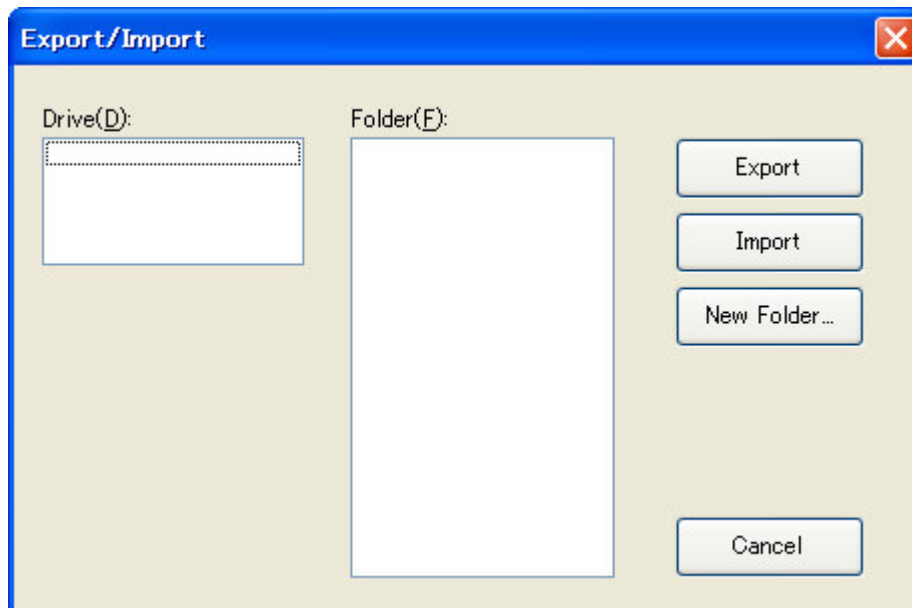 Export/Import
Drive(D):
Folder(F):
Export
Import
New Folder...
Cancel